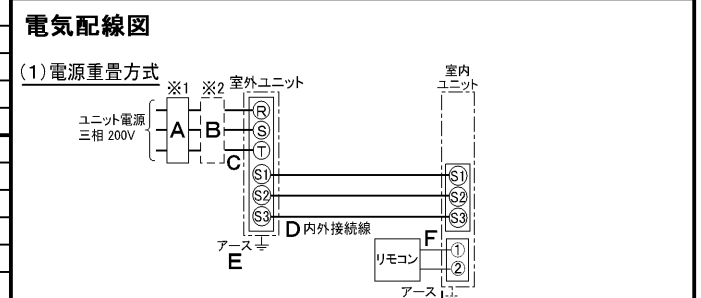 電気配線図
(1)電源重畳方式
※1 ※2 室外ユニット
室内
ユニット
ユニット電源
三相 200V
A
B
C
R
S
T
S1
S2
S3
S1
S2
S3
D 内外接続線
アース
E
リモコン
F
①
②
アース